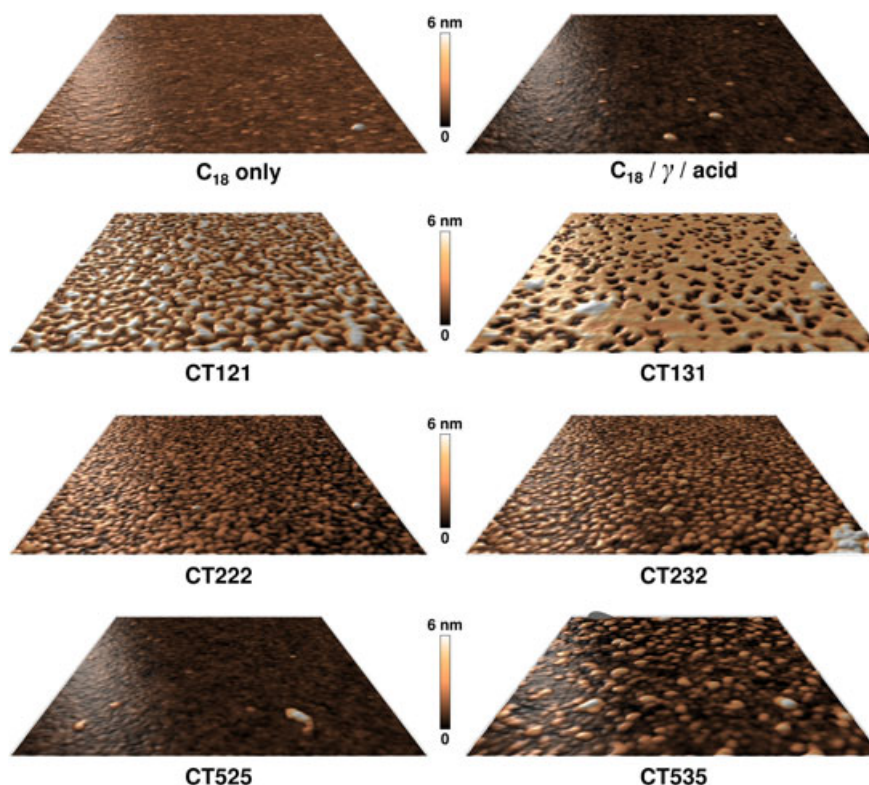 6 nm
0
C₁₈ only
C₁₈ / γ / acid
6 nm
0
CT121
CT131
6 nm
0
CT222
CT232
6 nm
0
CT525
CT535